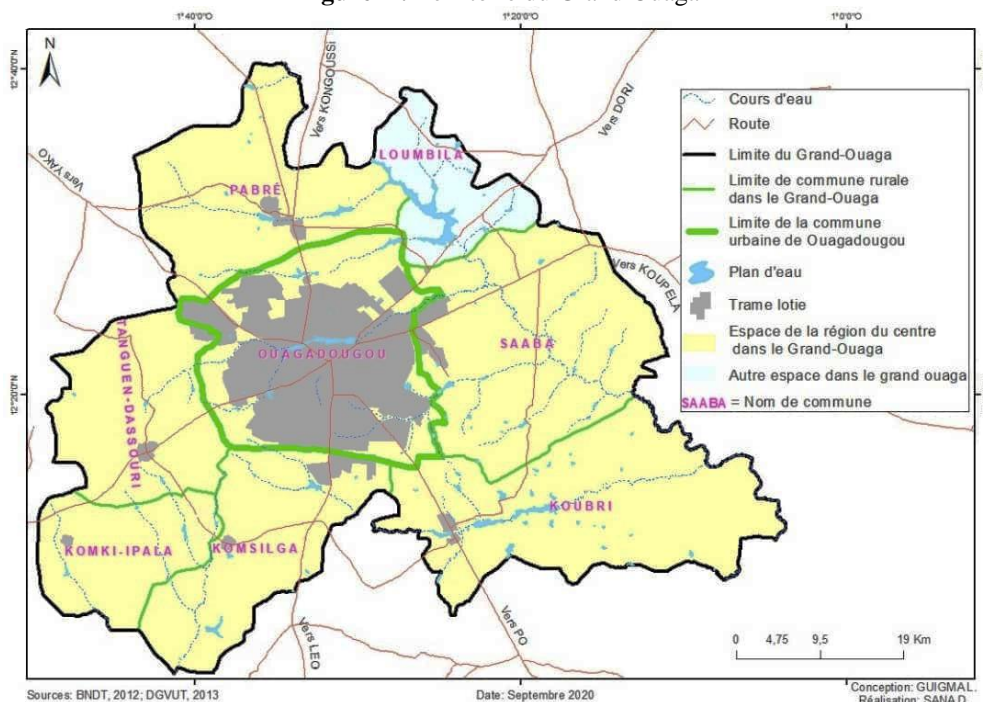 1°40'0"O
1°20'0"O
1°0'0"O
N
12°40'0"N
12°20'0"N
Vers KONGOUSSI
Vers DORI
Vers YAKO
LOUMBILA
PABRÉ
Vers KOUPELA
TANGUEN-DASSOURI
OUAGADOUGOU
SAABA
KOUBRI
KOMKI-IPALA
KOMSILGA
Vers LEO
Vers PO
Cours d'eau
Route
Limite du Grand-Ouaga
Limite de commune rurale
dans le Grand-Ouaga
Limite de la commune
urbaine de Ouagadougou
Plan d'eau
Trame lotie
Espace de la région du centre
dans le Grand-Ouaga
Autre espace dans le grand ouaga
SAABA = Nom de commune
0 4,75 9,5 19 Km
Sources: BNDT, 2012; DGVUT, 2013
Date: Septembre 2020
Conception: GUIGMA L.
Réalisation: SANA D.